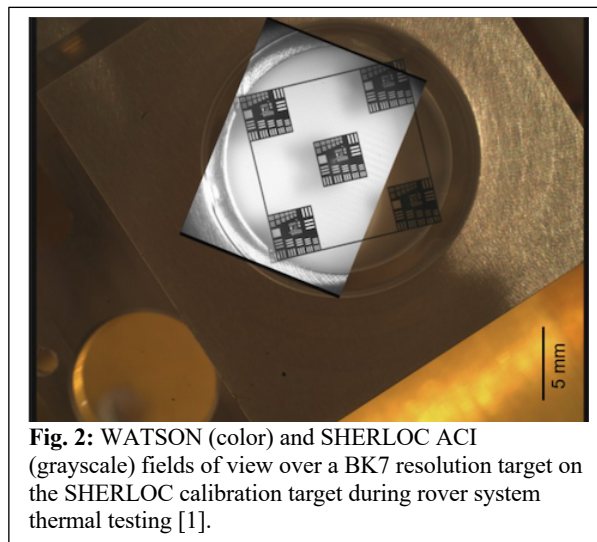 5 mm
Fig. 2: WATSON (color) and SHERLOC ACI
(grayscale) fields of view over a BK7 resolution target on
the SHERLOC calibration target during rover system
thermal testing [1].